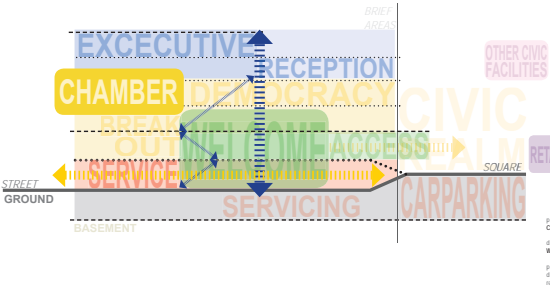 BRIEF
AREAS
EXCECUTIVE
RECEPTION
OTHER CIVIC
FACILITIES
CHAMBER
DEMOCRACY
CIVIC
REALM
BREAK
OUT
WELCOME
ACCESS
RET
SERVICE
SQUARE
STREET
GROUND
SERVICING
CARPARKING
BASEMENT